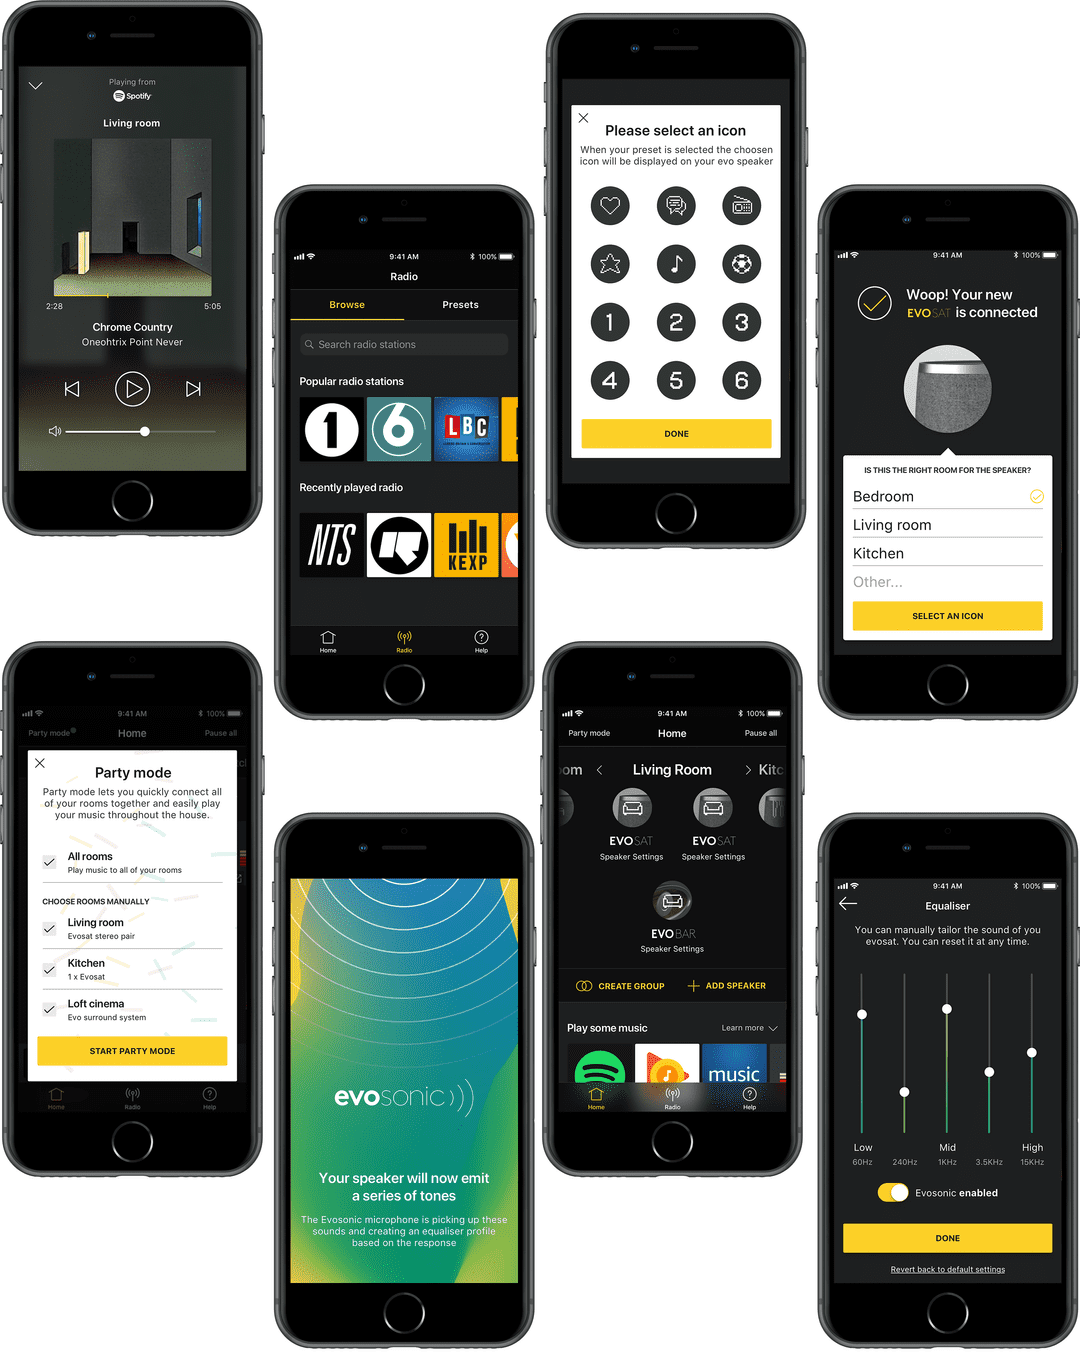 Playing from
Spotify
Living room
2:28
5:05
Chrome Country
Oneohtrix Point Never
9:41 AM
100%
Radio
Browse
Presets
Search radio stations
Popular radio stations
1
6
LBC
Recently played radio
NTS
KEXP
Home
Radio
Help
Please select an icon
When your preset is selected the choosen
icon will be displayed on your evo speaker
1
2
3
4
5
6
DONE
9:41 AM
100%
Woop! Your new
EVOSAT is connected
IS THIS THE RIGHT ROOM FOR THE SPEAKER?
Bedroom
Living room
Kitchen
Other...
SELECT AN ICON
9:41 AM
100%
Party mode
Home
Pause all
Party mode
Party mode lets you quickly connect all
of your rooms together and easily play
your music throughout the house.
All rooms
Play music to all of your rooms
CHOOSE ROOMS MANUALLY
Living room
Evosat stereo pair
Kitchen
1 x Evosat
Loft cinema
Evo surround system
START PARTY MODE
Home
Radio
Help
evosonic
Your speaker will now emit
a series of tones
The Evosonic microphone is picking up these
sounds and creating an equaliser profile
based on the response
9:41 AM
100%
Party mode
Home
Pause all
om
Living Room
Kitc
EVOSAT
EVOSAT
Speaker Settings
Speaker Settings
EVOBAR
Speaker Settings
CREATE GROUP
ADD SPEAKER
Play some music
Learn more
music
Home
Radio
Help
9:41 AM
100%
Equaliser
You can manually tailor the sound of you
evosat. You can reset it at any time.
Low
Mid
High
60Hz
240Hz
1KHz
3.5KHz
15KHz
Evosonic enabled
DONE
Revert back to default settings